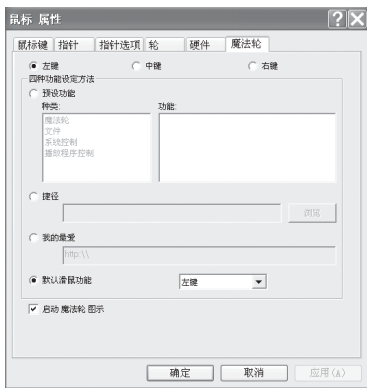 鼠标 属性
鼠标键 指针 指针选项 轮 硬件 魔法轮
左键 中键 右键
四种功能设定方法
预设功能
种类: 功能:
魔法轮
文件
系统控制
播放程序控制
捷径
浏览
我的最爱
http:\\
默认滑鼠功能 左键
启动 魔法轮 图示
确定 取消 应用(A)